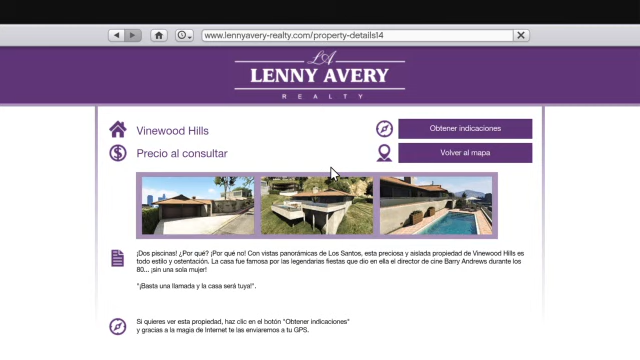 www.lennyavery-realty.com/property-details14
LA
LENNY AVERY
REALTY
Vinewood Hills
Obtener indicaciones
Precio al consultar
Volver al mapa
¡Dos piscinas! ¿Por qué? ¡Por qué no! Con vistas panorámicas de Los Santos, esta preciosa y aislada propiedad de Vinewood Hills es
todo estilo y ostentación. La casa fue famosa por las legendarias fiestas que dio en ella el director de cine Barry Andrews durante los
80... ¡sin una sola mujer!
"¡Basta una llamada y la casa será tuya!".
Si quieres ver esta propiedad, haz clic en el botón "Obtener indicaciones"
y gracias a la magia de Internet te las enviaremos a tu GPS.